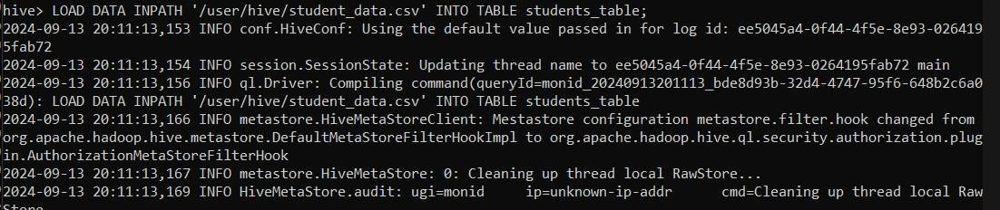 hive> LOAD DATA INPATH '/user/hive/student_data.csv' INTO TABLE students_table;
2024-09-13 20:11:13,153 INFO conf.HiveConf: Using the default value passed in for log id: ee5045a4-0f44-4f5e-8e93-026419
5fab72
2024-09-13 20:11:13,154 INFO session.SessionState: Updating thread name to ee5045a4-0f44-4f5e-8e93-0264195fab72 main
2024-09-13 20:11:13,156 INFO ql.Driver: Compiling command(queryId=monid_20240913201113_bde8d93b-32d4-4747-95f6-648b2c6a0
38d): LOAD DATA INPATH '/user/hive/student_data.csv' INTO TABLE students_table
2024-09-13 20:11:13,166 INFO metastore.HiveMetaStoreClient: Mestastore configuration metastore.filter.hook changed from
org.apache.hadoop.hive.metastore.DefaultMetaStoreFilterHookImpl to org.apache.hadoop.hive.ql.security.authorization.plug
in.AuthorizationMetaStoreFilterHook
2024-09-13 20:11:13,167 INFO metastore.HiveMetaStore: 0: Cleaning up thread local RawStore...
2024-09-13 20:11:13,169 INFO HiveMetaStore.audit: ugi=monid ip=unknown-ip-addr cmd=Cleaning up thread local Raw
Store